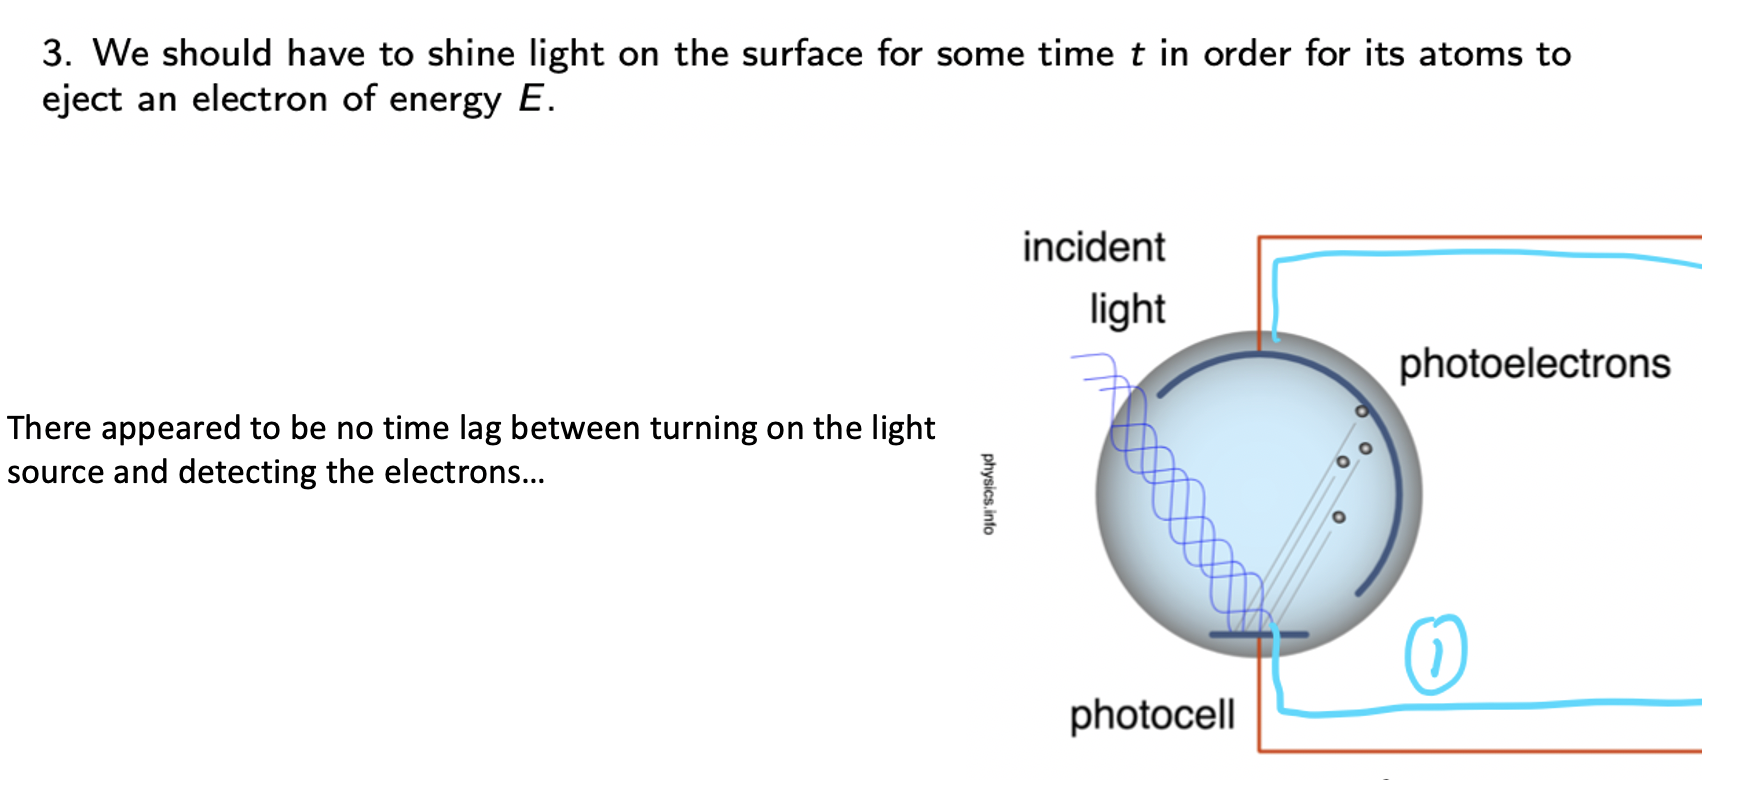 3. We should have to shine light on the surface for some time t in order for its atoms to
eject an electron of energy E.
incident
light
photoelectrons
There appeared to be no time lag between turning on the light
source and detecting the electrons...
physics.info
1
photocell